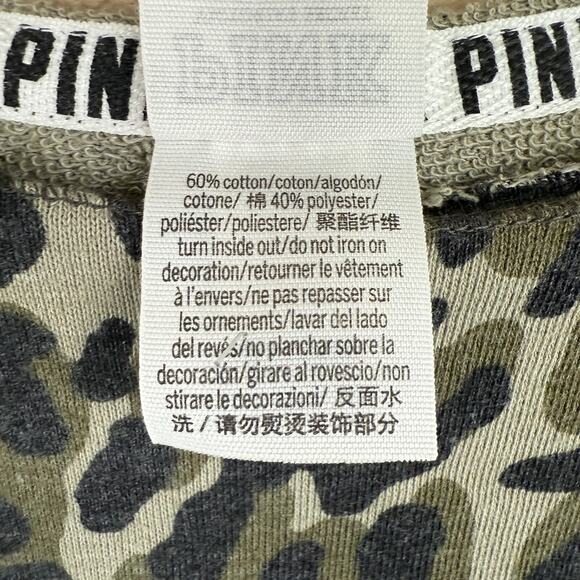 PINK
PIN PIN
60% cotton/coton/algodón/
cotone/ 棉 40% polyester/
poliéster/poliestere/ 聚酯纤维
turn inside out/do not iron on
decoration/retourner le vêtement
à l'envers/ne pas repasser sur
les ornements/lavar del lado
del revés/no planchar sobre la
decoración/girare al rovescio/non
stirare le decorazioni/ 反面水
洗 / 请勿熨烫装饰部分